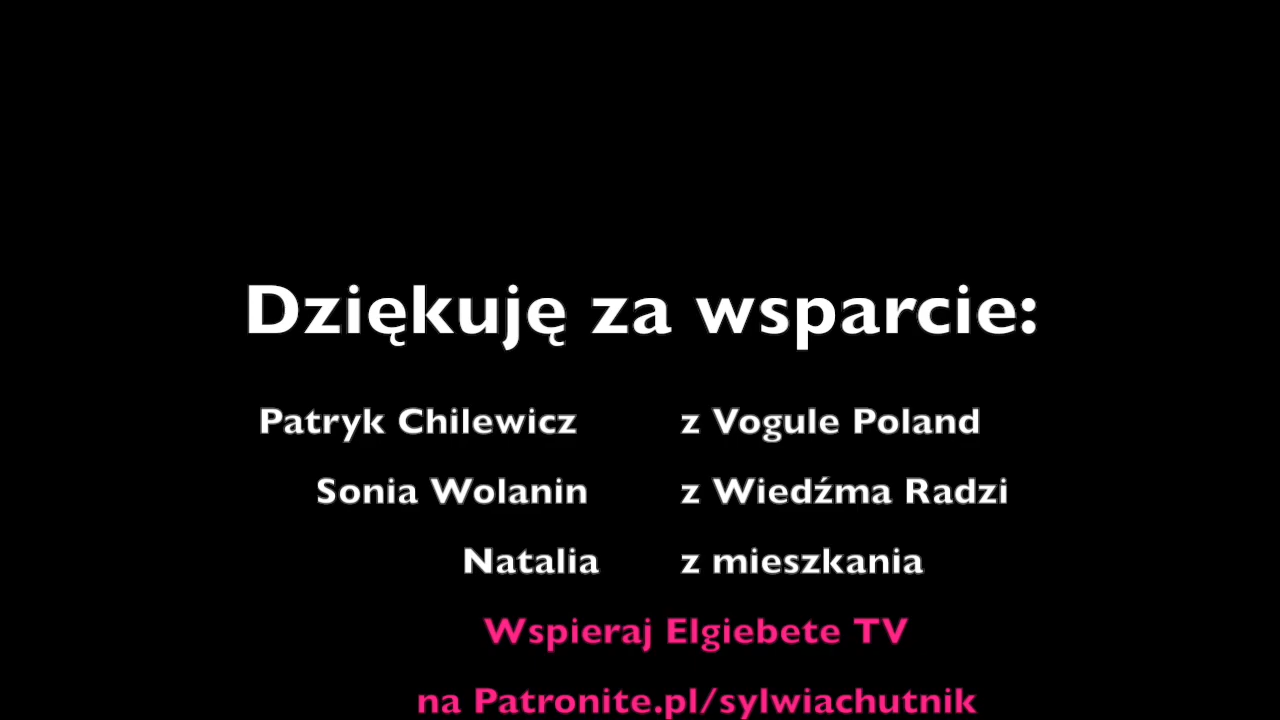 Dziękuję za wsparcie:
Patryk Chilewicz z Vogule Poland
Sonia Wolanin z Wiedźma Radzi
Natalia z mieszkania
Wspieraj Elgiebete TV
na Patronite.pl/sylwiachutnik